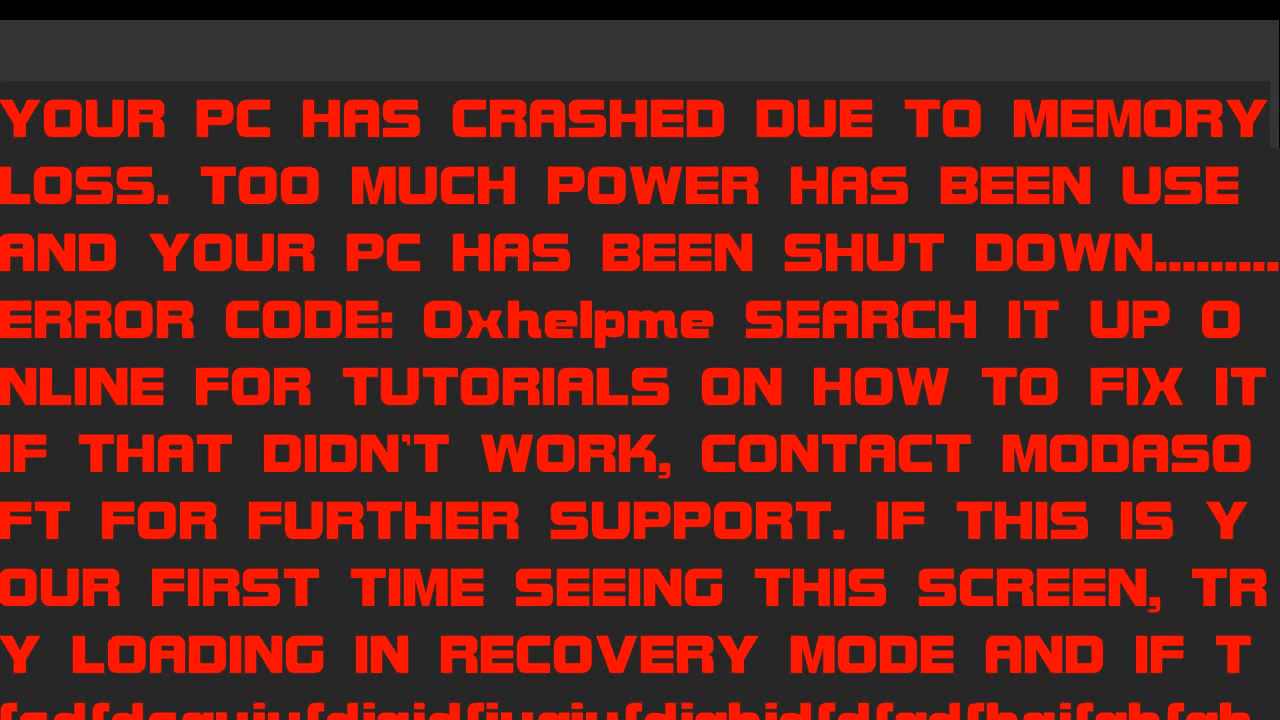 YOUR PC HAS CRASHED DUE TO MEMORY
LOSS. TOO MUCH POWER HAS BEEN USE
AND YOUR PC HAS BEEN SHUT DOWN.........
ERROR CODE: 0xhelpme SEARCH IT UP O
NLINE FOR TUTORIALS ON HOW TO FIX IT
IF THAT DIDN'T WORK, CONTACT MODASO
FT FOR FURTHER SUPPORT. IF THIS IS Y
OUR FIRST TIME SEEING THIS SCREEN, TR
Y LOADING IN RECOVERY MODE AND IF T